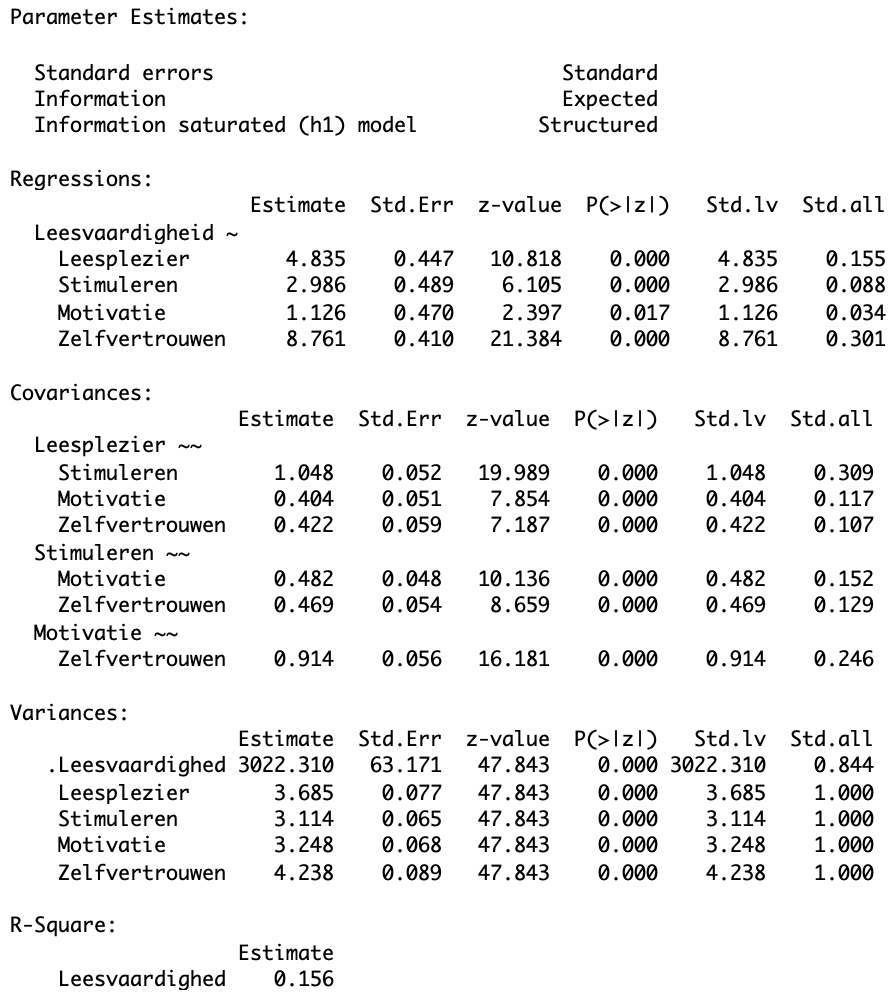 Parameter Estimates:
Standard errors Standard
Information Expected
Information saturated (h1) model Structured
Regressions:
Estimate Std.Err z-value P(>|z|) Std.lv Std.all
Leesvaardigheid ~
Leesplezier 4.835 0.447 10.818 0.000 4.835 0.155
Stimuleren 2.986 0.489 6.105 0.000 2.986 0.088
Motivatie 1.126 0.470 2.397 0.017 1.126 0.034
Zelfvertrouwen 8.761 0.410 21.384 0.000 8.761 0.301
Covariances:
Estimate Std.Err z-value P(>|z|) Std.lv Std.all
Leesplezier ~~
Stimuleren 1.048 0.052 19.989 0.000 1.048 0.309
Motivatie 0.404 0.051 7.854 0.000 0.404 0.117
Zelfvertrouwen 0.422 0.059 7.187 0.000 0.422 0.107
Stimuleren ~~
Motivatie 0.482 0.048 10.136 0.000 0.482 0.152
Zelfvertrouwen 0.469 0.054 8.659 0.000 0.469 0.129
Motivatie ~~
Zelfvertrouwen 0.914 0.056 16.181 0.000 0.914 0.246
Variances:
Estimate Std.Err z-value P(>|z|) Std.lv Std.all
.Leesvaardighed 3022.310 63.171 47.843 0.000 3022.310 0.844
Leesplezier 3.685 0.077 47.843 0.000 3.685 1.000
Stimuleren 3.114 0.065 47.843 0.000 3.114 1.000
Motivatie 3.248 0.068 47.843 0.000 3.248 1.000
Zelfvertrouwen 4.238 0.089 47.843 0.000 4.238 1.000
R-Square:
Estimate
Leesvaardighed 0.156